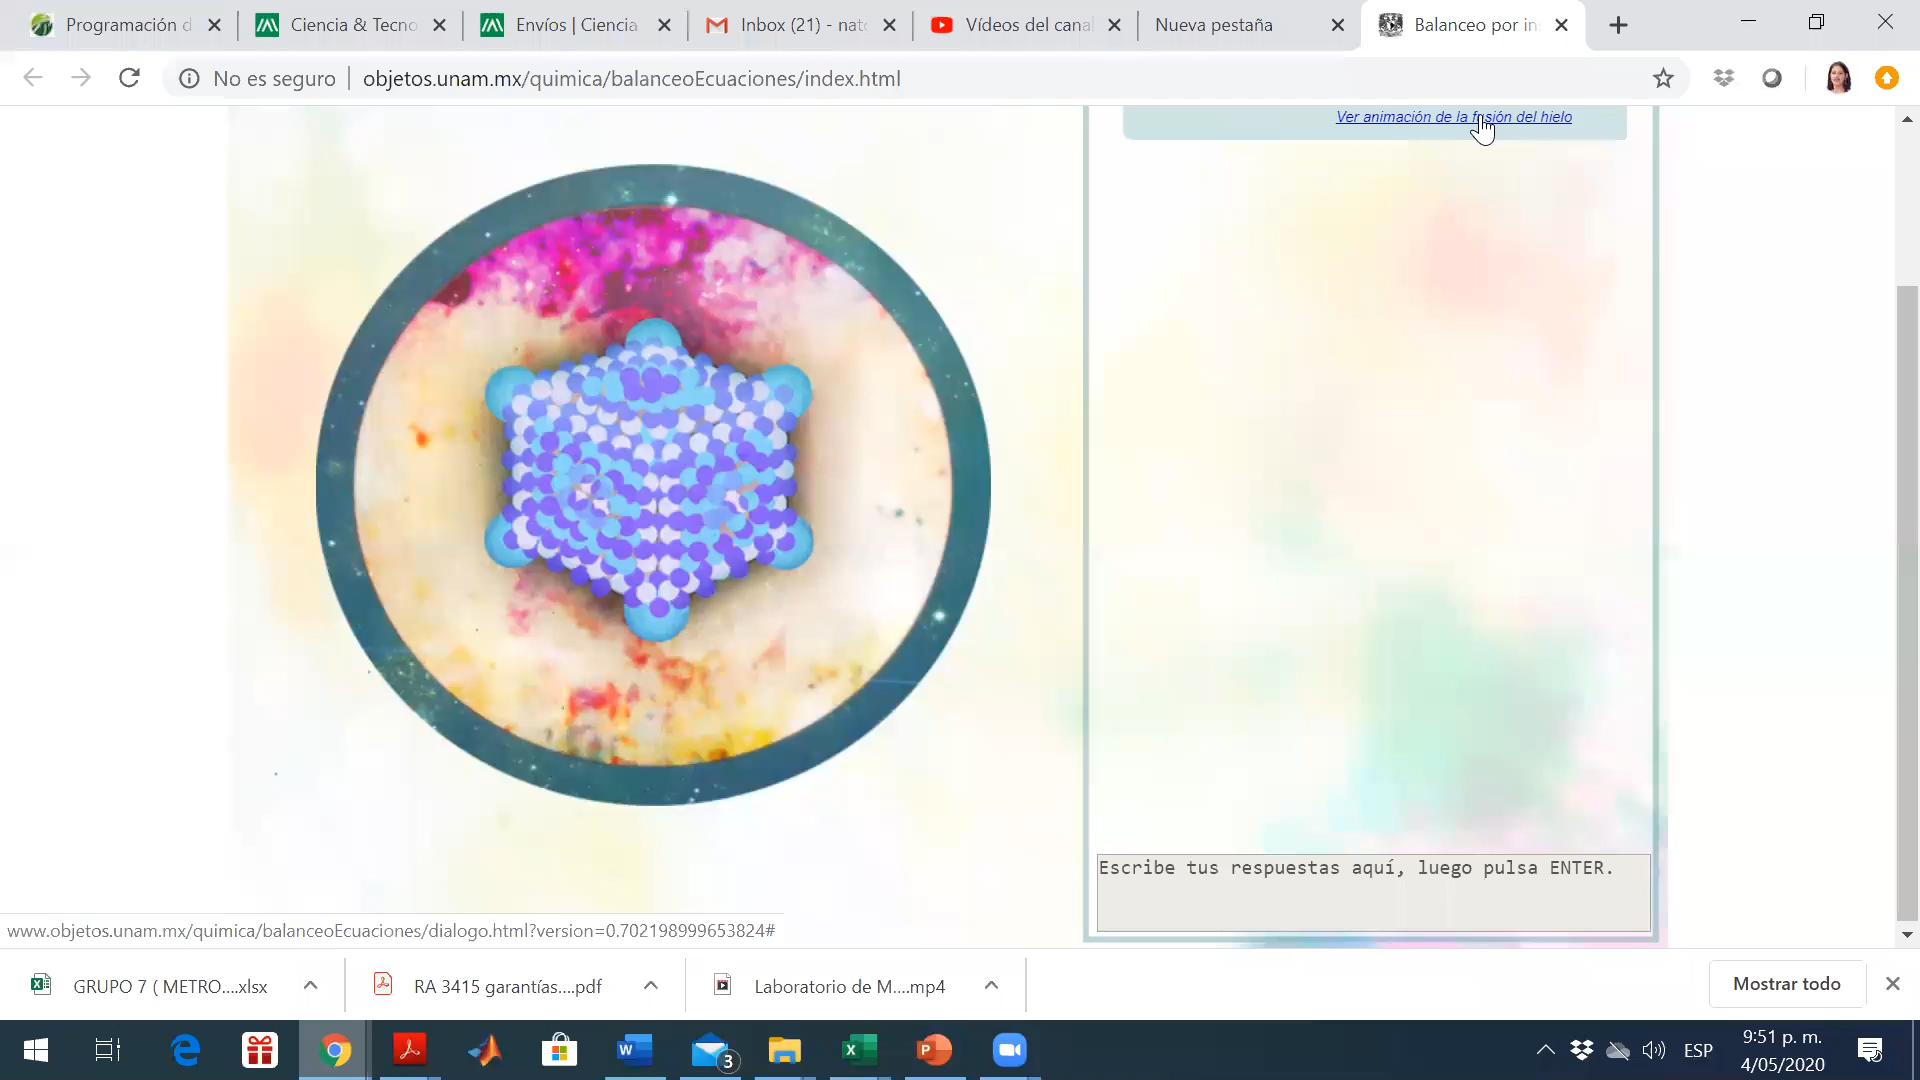 Programación d
Ciencia & Tecno
Envíos | Ciencia
Inbox (21) - nato
Vídeos del canal
Nueva pestaña
Balanceo por in
No es seguro
objetos.unam.mx/quimica/balanceoEcuaciones/index.html
Ver animación de la fusión del hielo
Escribe tus respuestas aquí, luego pulsa ENTER.
www.objetos.unam.mx/quimica/balanceoEcuaciones/dialogo.html?version=0.702198999653824#
GRUPO 7 ( METRO....xlsx
RA 3415 garantías....pdf
Laboratorio de M....mp4
Mostrar todo
3
ESP
9:51 p. m.
4/05/2020